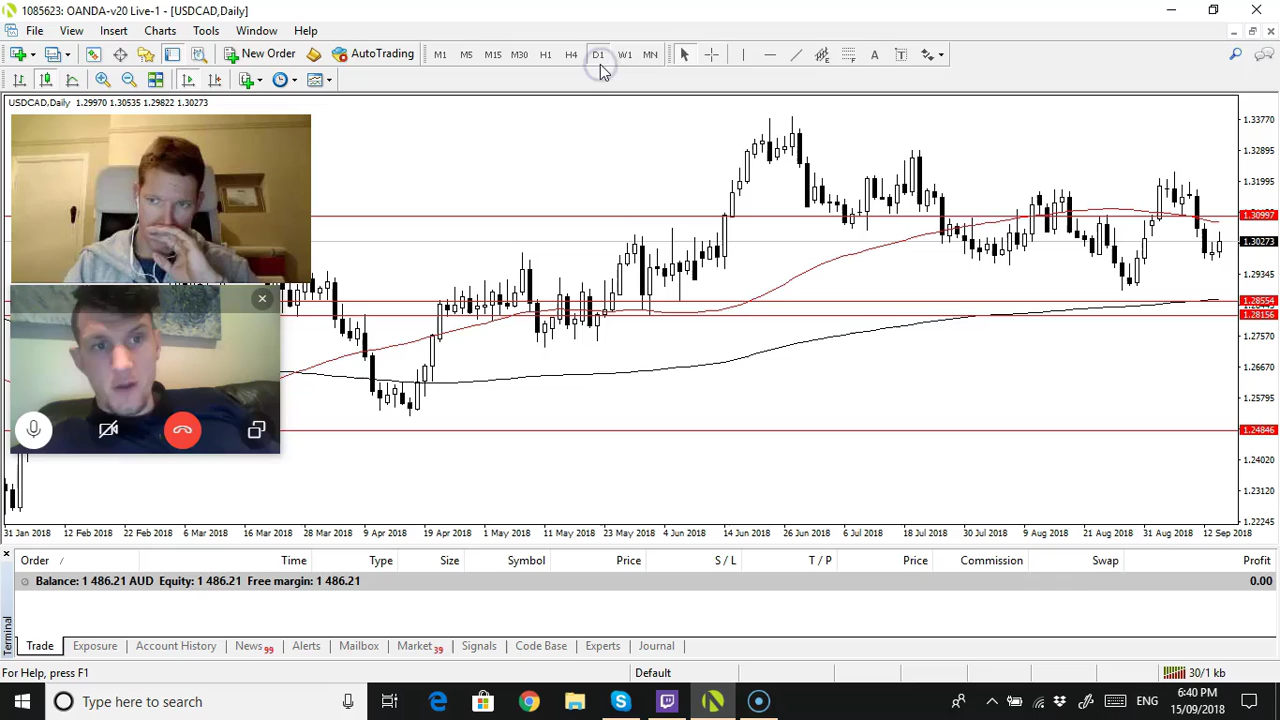 1085623: OANDA-v20 Live-1 - [USDCAD,Daily]
File View Insert Charts Tools Window Help
New Order AutoTrading M1 M5 M15 M30 H1 H4 D1 W1 MN A T
USDCAD,Daily 1.29970 1.30535 1.29822 1.30273
1.33770
1.32895
1.31995
1.30997
1.30273
1.29345
1.28554
1.28156
1.27570
1.26670
1.25795
1.24846
1.24020
1.23120
1.22245
31 Jan 2018 12 Feb 2018 22 Feb 2018 6 Mar 2018 16 Mar 2018 28 Mar 2018 9 Apr 2018 19 Apr 2018 1 May 2018 11 May 2018 23 May 2018 4 Jun 2018 14 Jun 2018 26 Jun 2018 6 Jul 2018 18 Jul 2018 30 Jul 2018 9 Aug 2018 21 Aug 2018 31 Aug 2018 12 Sep 2018
Order / Time Type Size Symbol Price S / L T / P Price Commission Swap Profit
Balance: 1 486.21 AUD Equity: 1 486.21 Free margin: 1 486.21 0.00
Terminal
Trade Exposure Account History News 99 Alerts Mailbox Market 39 Signals Code Base Experts Journal
For Help, press F1 Default 30/1 kb
Type here to search ENG 6:40 PM
15/09/2018